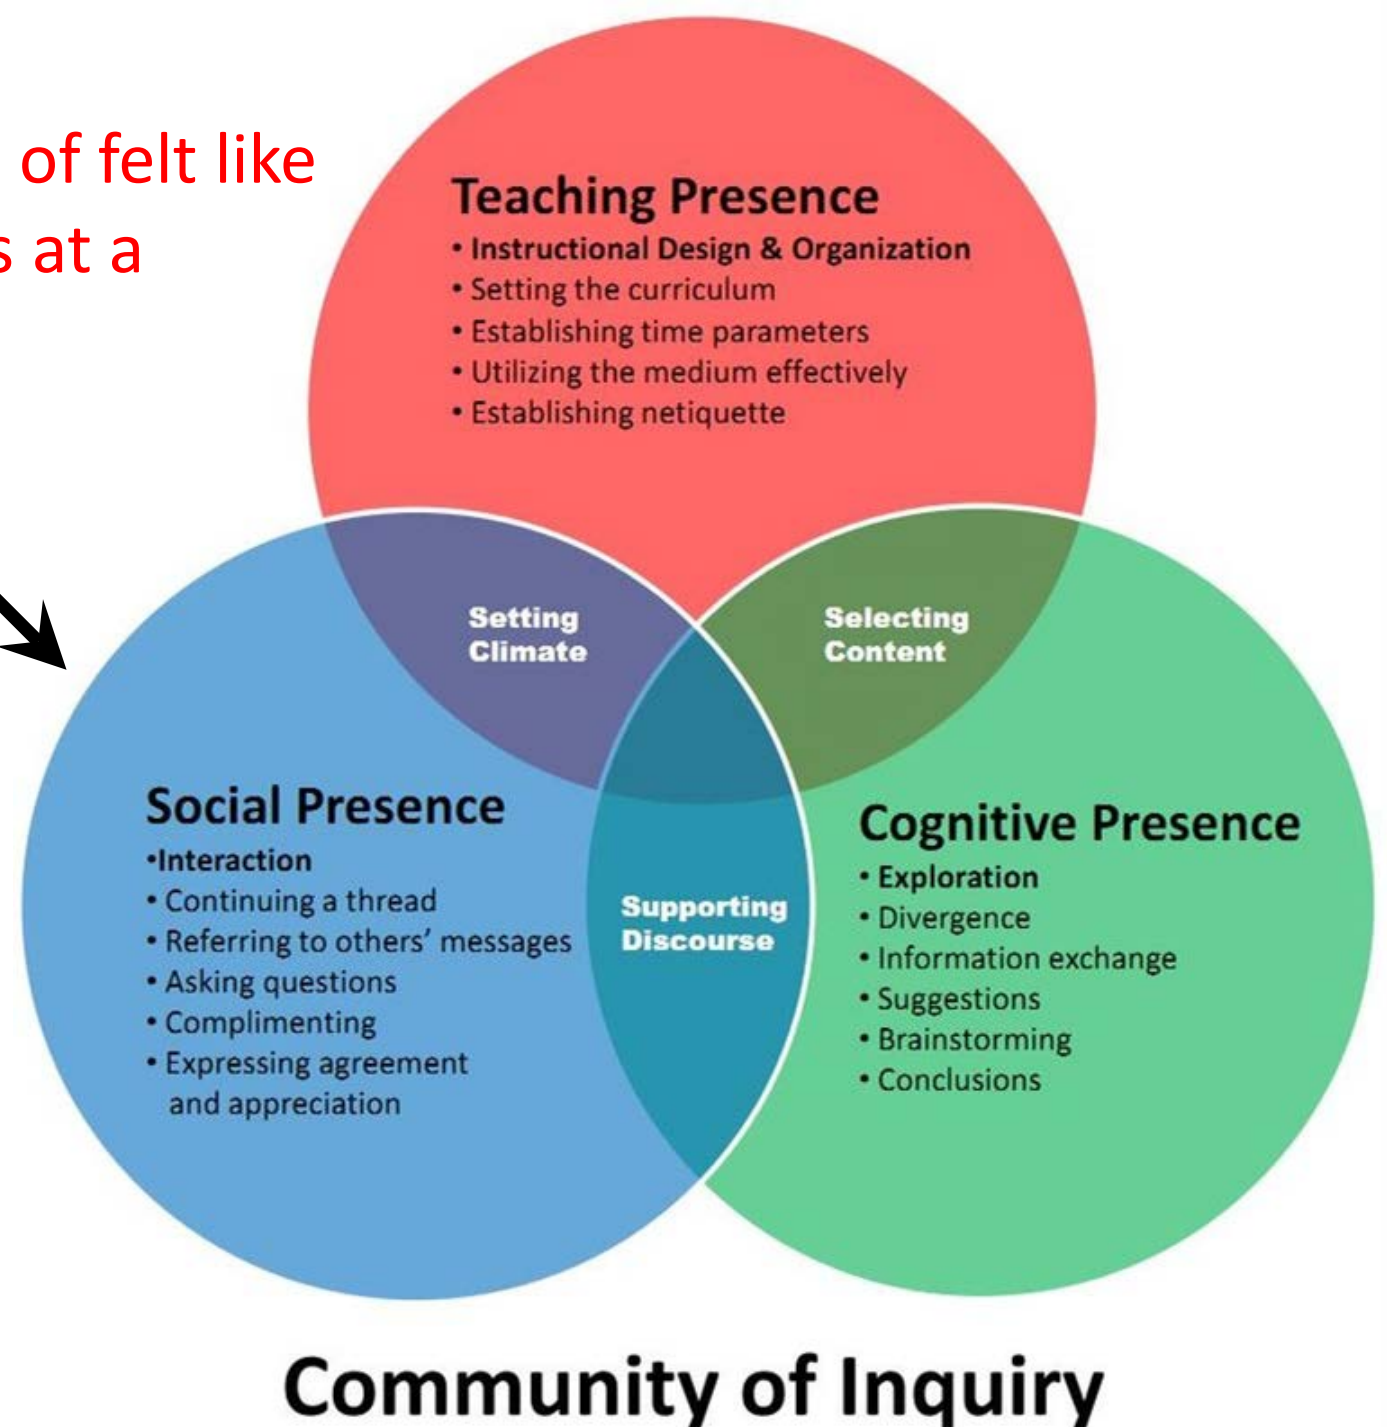 of felt like
s at a
Teaching Presence
• Instructional Design & Organization
• Setting the curriculum
• Establishing time parameters
• Utilizing the medium effectively
• Establishing netiquette
Setting
Climate
Selecting
Content
Social Presence
•Interaction
• Continuing a thread
• Referring to others’ messages
• Asking questions
• Complimenting
• Expressing agreement
and appreciation
Supporting
Discourse
Cognitive Presence
• Exploration
• Divergence
• Information exchange
• Suggestions
• Brainstorming
• Conclusions
Community of Inquiry